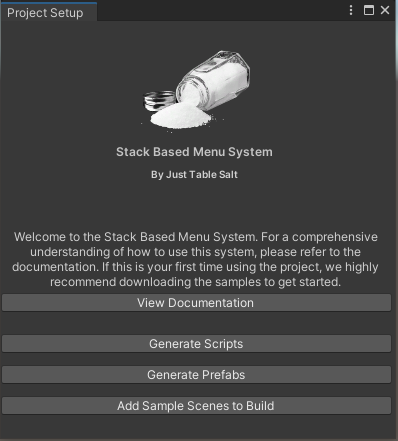 Project Setup
Stack Based Menu System
By Just Table Salt
Welcome to the Stack Based Menu System. For a comprehensive
understanding of how to use this system, please refer to the
documentation. If this is your first time using the project, we highly
recommend downloading the samples to get started.
View Documentation
Generate Scripts
Generate Prefabs
Add Sample Scenes to Build